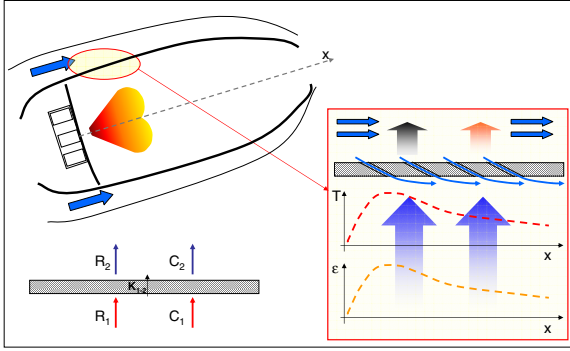 x
T
x
R₂ C₂
K₁₋₂
R₁ C₁
ε
x